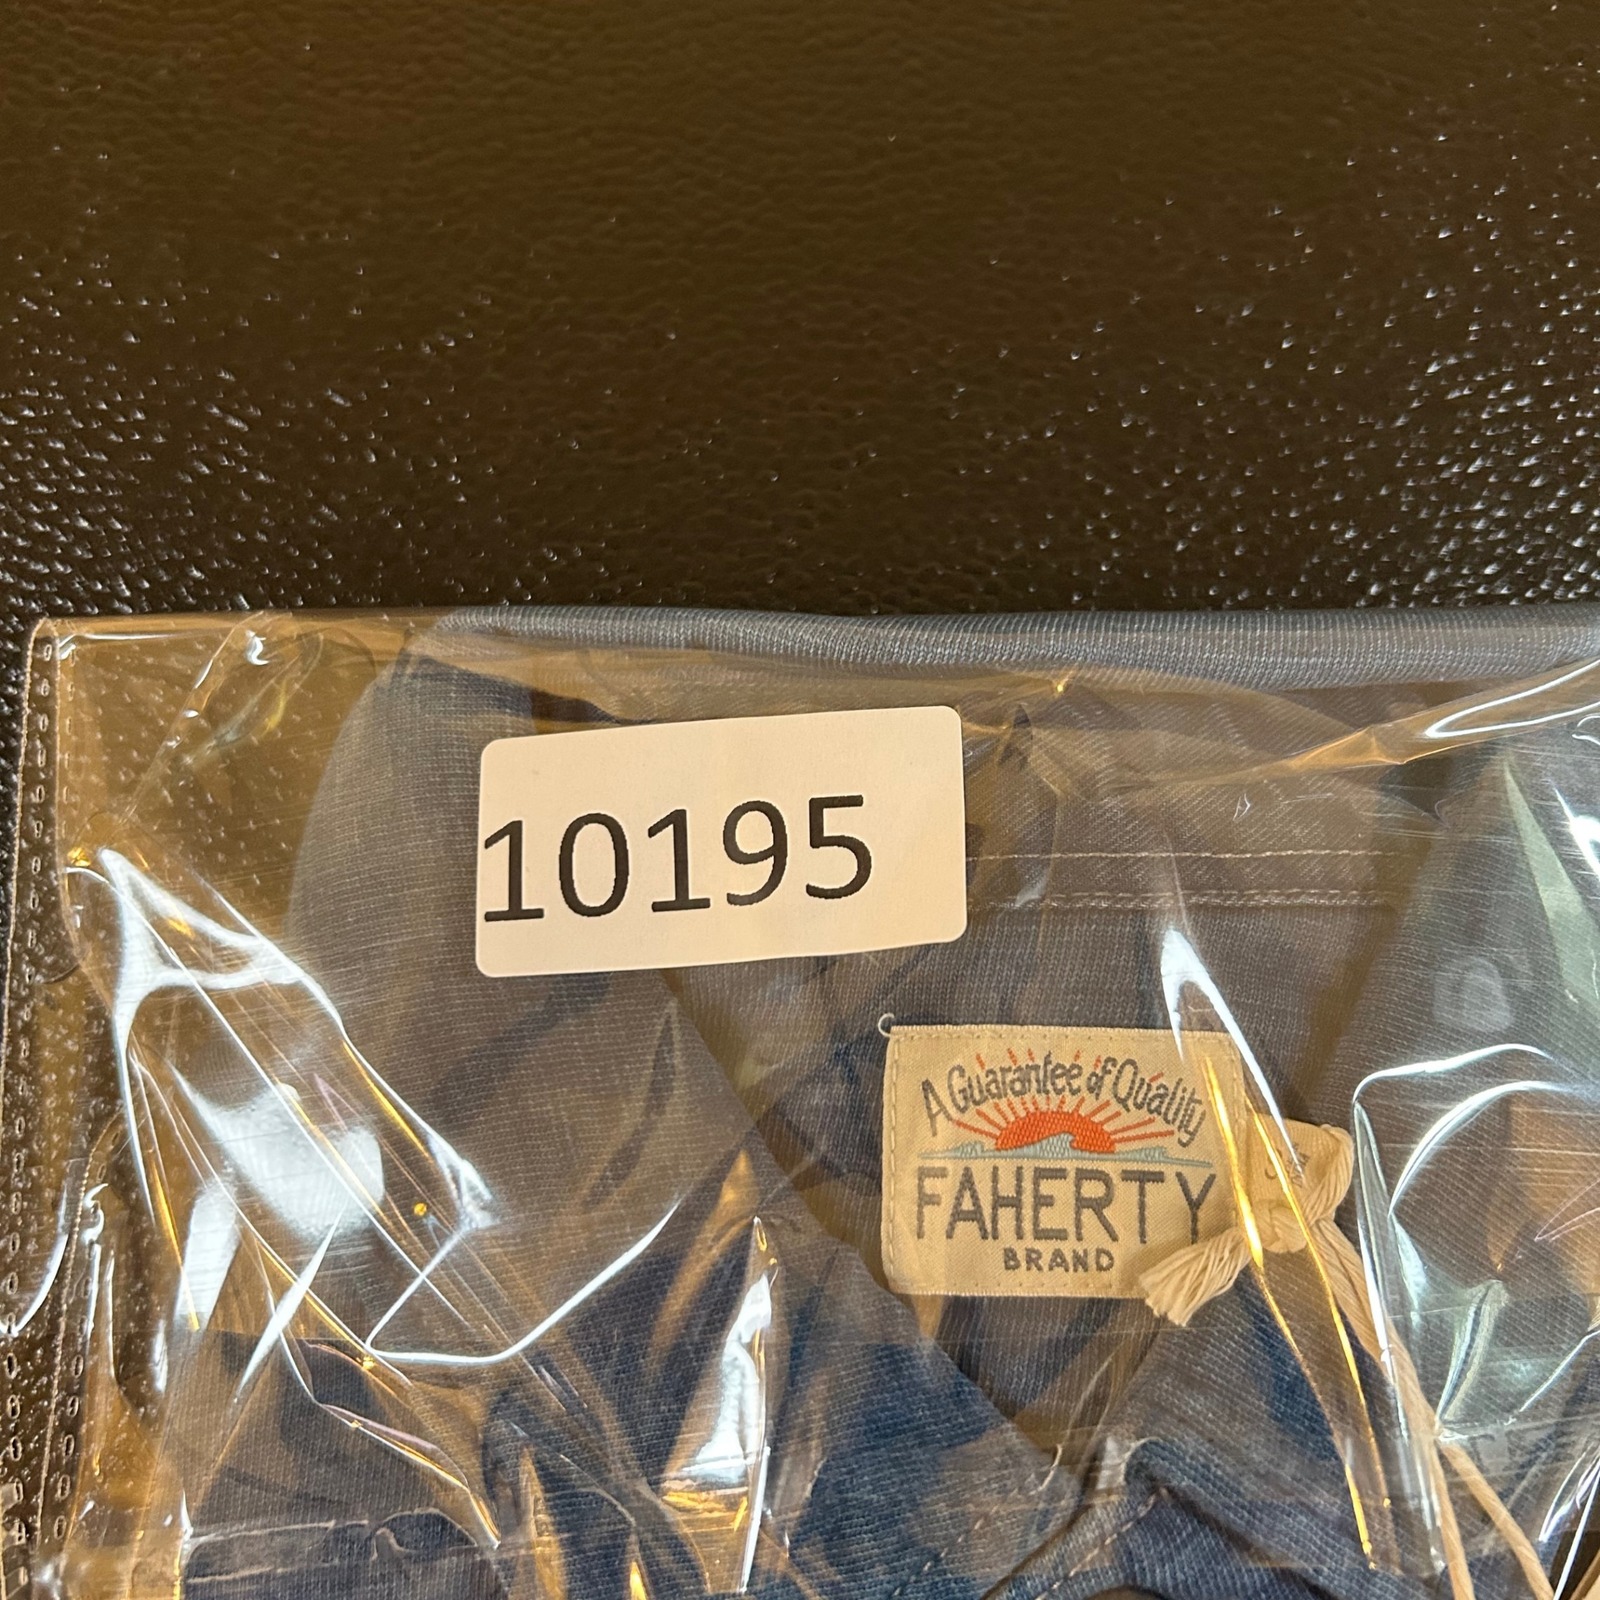 10195
A Guarantee of Quality
FAHERTY
BRAND